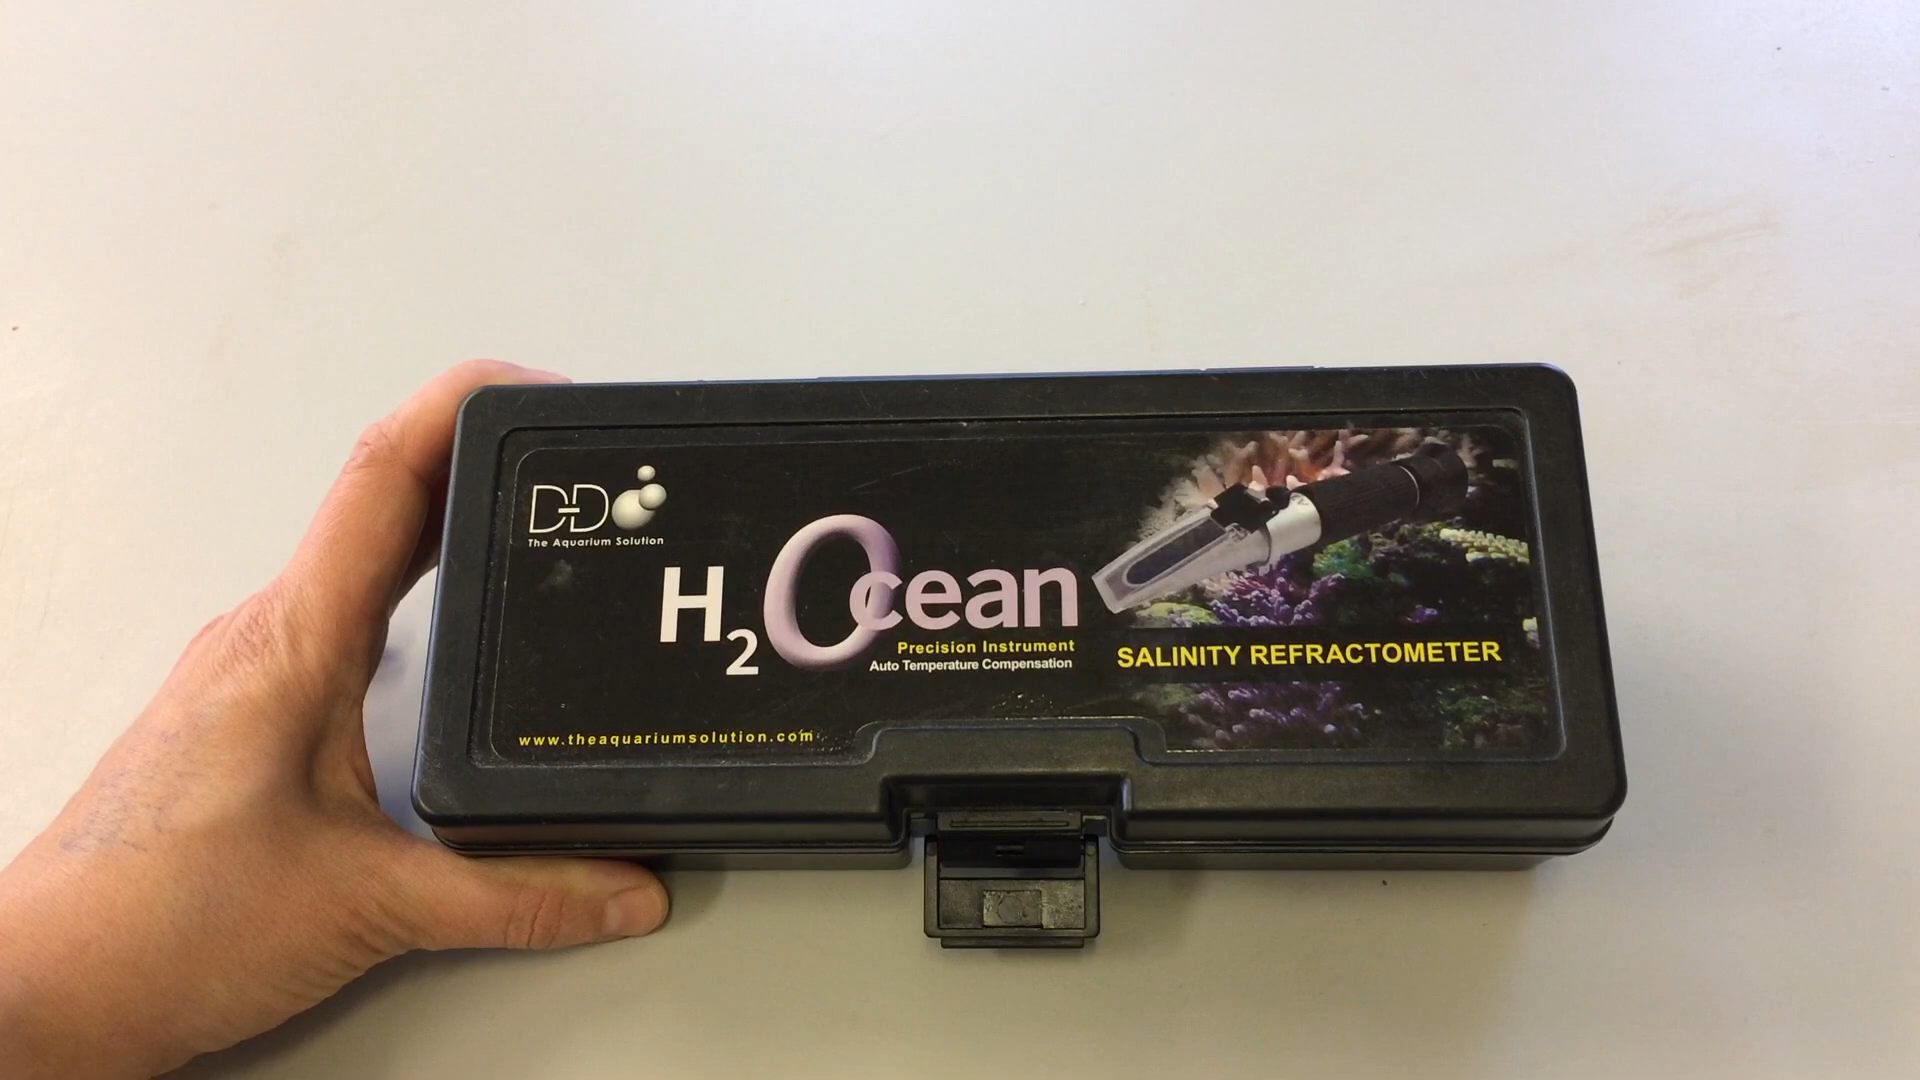 D-D
The Aquarium Solution
H2Ocean
Precision Instrument
Auto Temperature Compensation
SALINITY REFRACTOMETER
www.theaquariumsolution.com